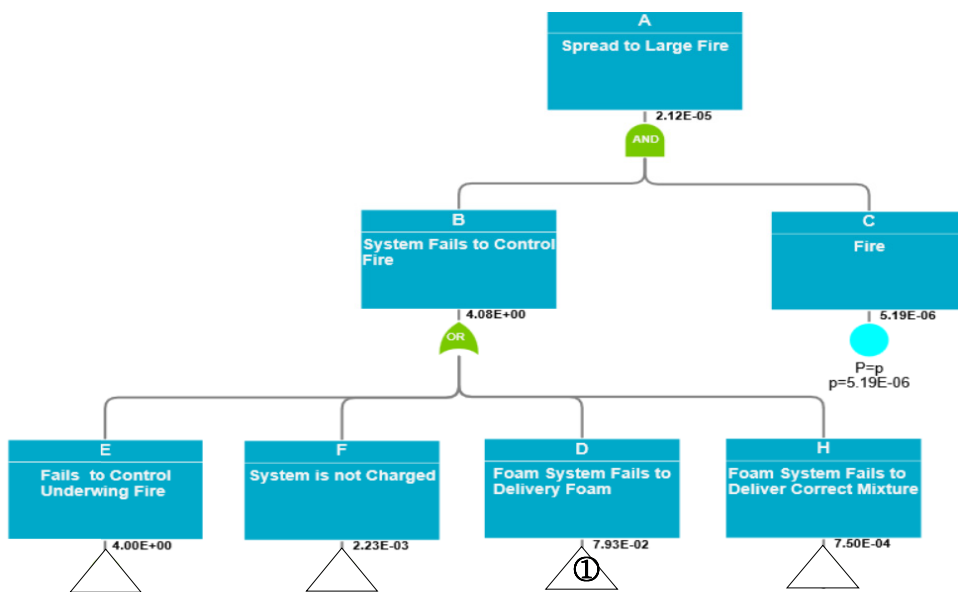 A
Spread to Large Fire
2.12E-05
AND
B
System Fails to Control
Fire
4.08E+00
OR
C
Fire
5.19E-06
P=p
p=5.19E-06
E
Fails to Control
Underwing Fire
4.00E+00
F
System is not Charged
2.23E-03
D
Foam System Fails to
Delivery Foam
7.93E-02
①
H
Foam System Fails to
Deliver Correct Mixture
7.50E-04